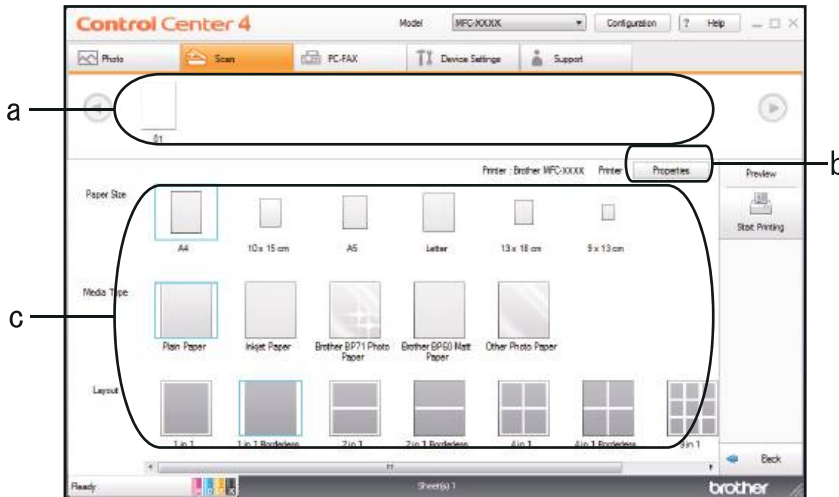 Control Center 4 Model MFC-XXXX Configuration ? Help
Photo Scan PC-FAX Device Settings Support
a
01
Printer : Brother MFC-XXXX Printer Properties
b
Preview
Start Printing
Paper Size
A4 10 x 15 cm A5 Letter 13 x 18 cm 9 x 13 cm
Media Type
c
Plain Paper Inkjet Paper Brother BP71 Photo Paper Brother BP60 Matt Paper Other Photo Paper
Layout
1 in 1 1 in 1 Borderless 2 in 1 2 in 1 Borderless 4 in 1 4 in 1 Borderless 9 in 1
Back
Ready Sheet(s) 1 brother